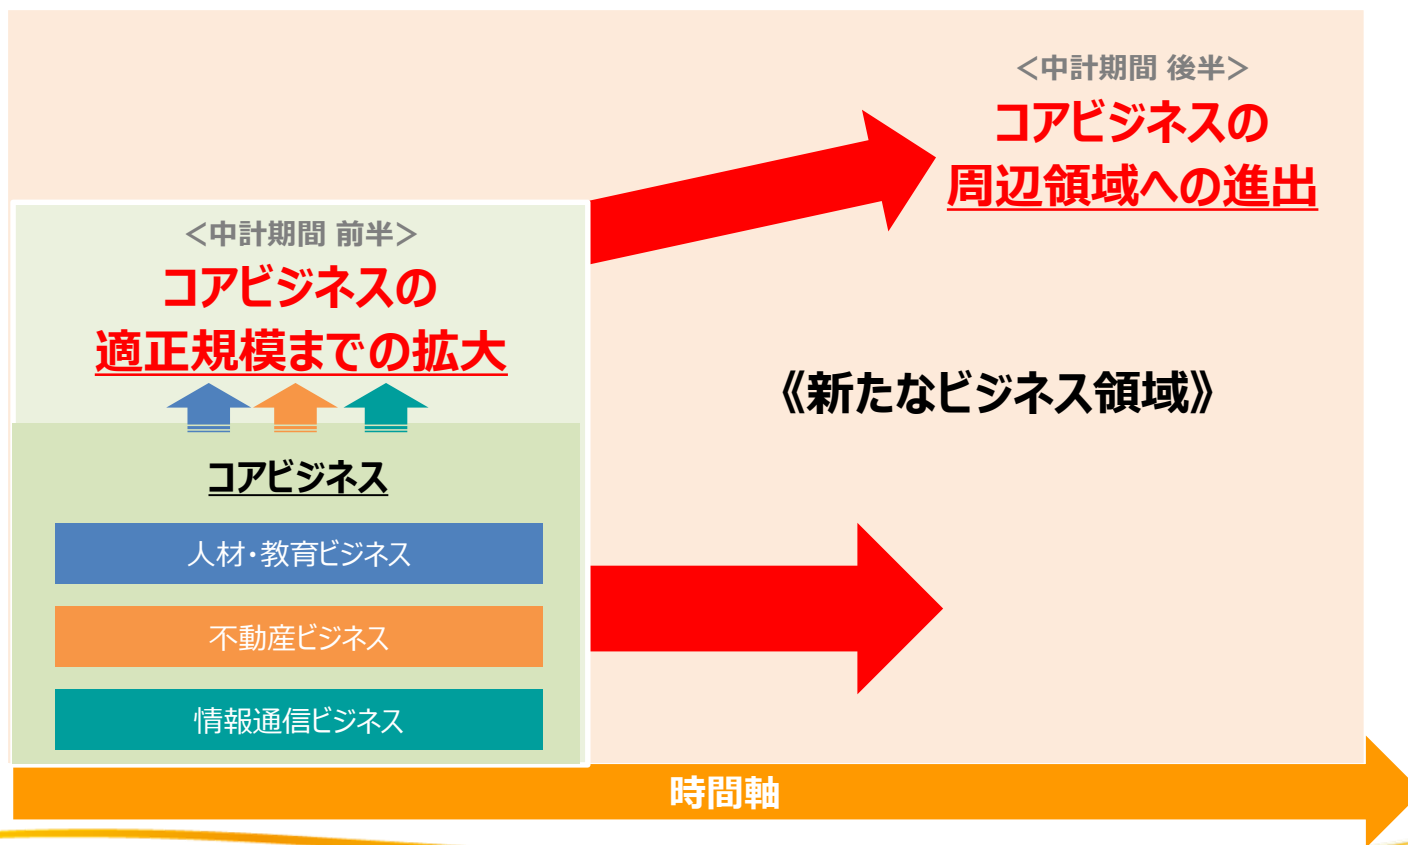 ＜中計期間 後半＞
コアビジネスの
周辺領域への進出
＜中計期間 前半＞
コアビジネスの
適正規模までの拡大
《新たなビジネス領域》
コアビジネス
人材・教育ビジネス
不動産ビジネス
情報通信ビジネス
時間軸